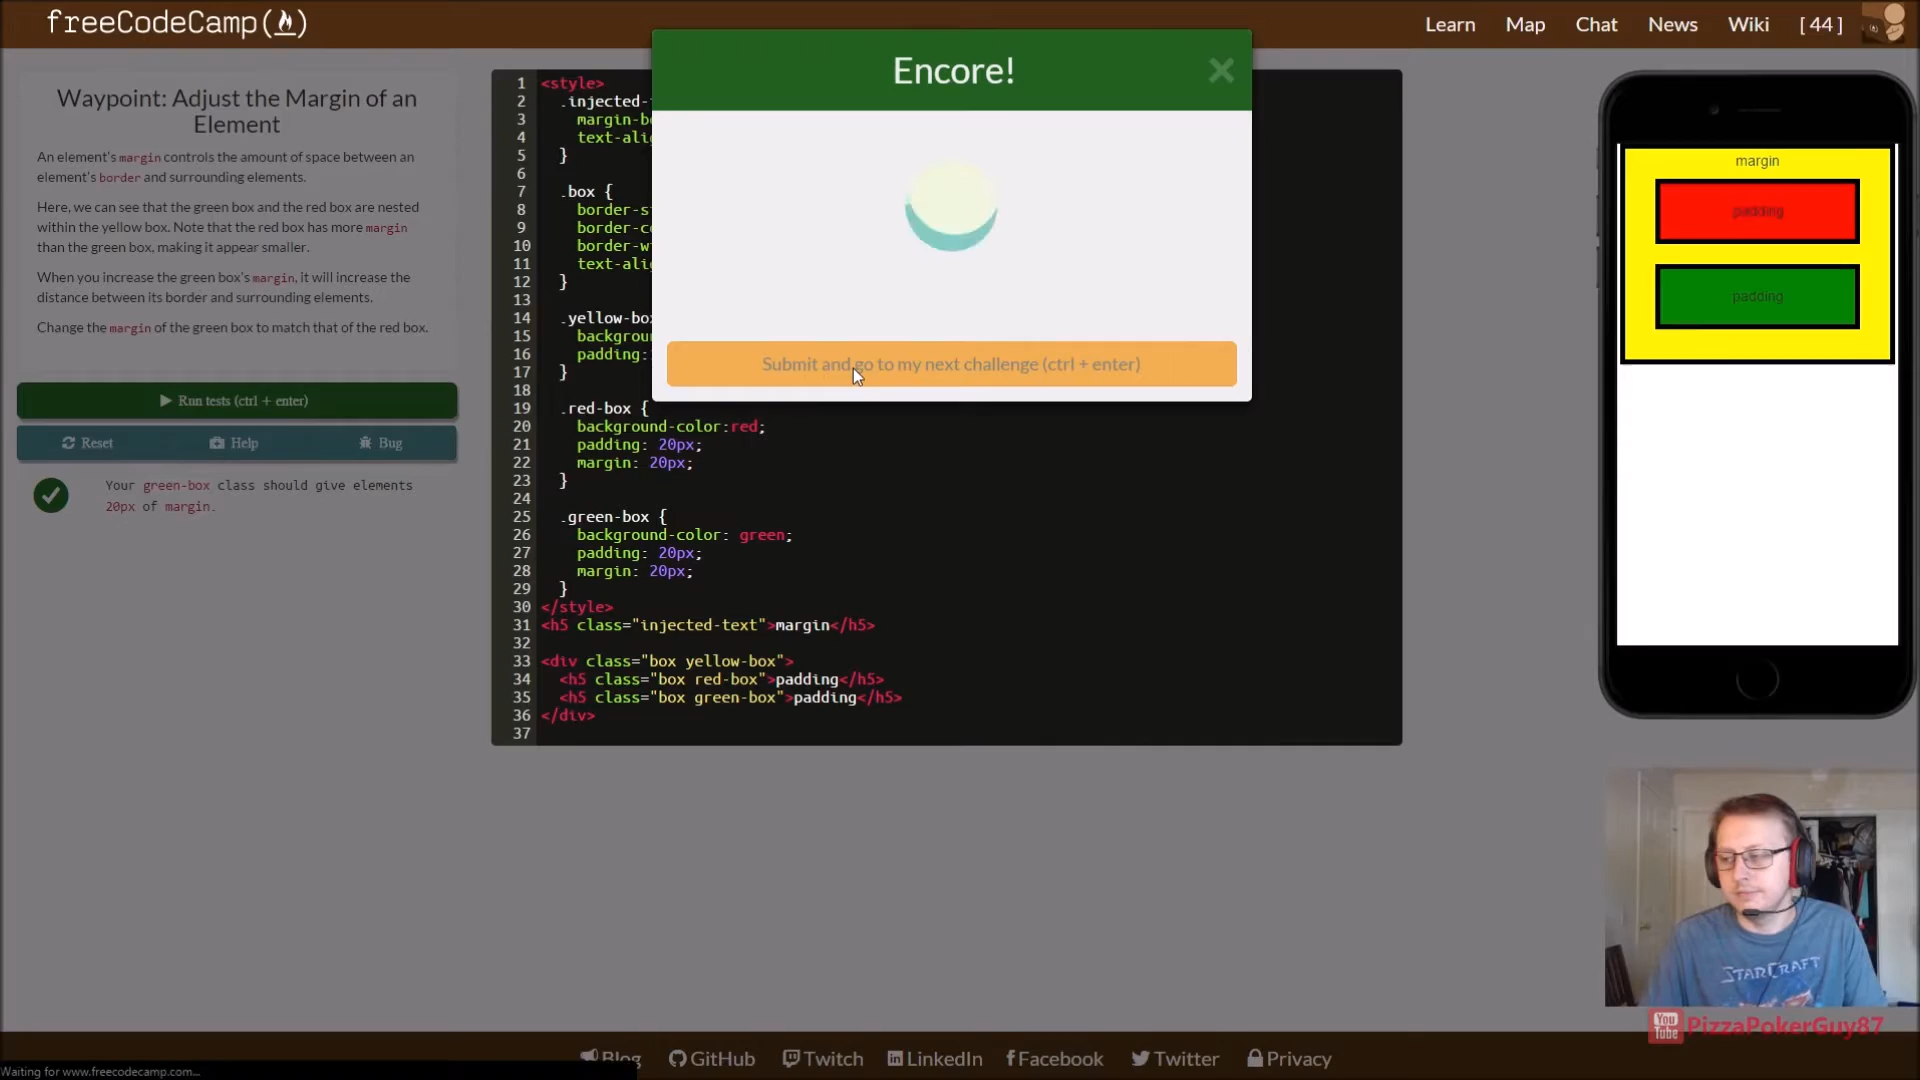 freeCodeCamp
Learn
Map
Chat
News
Wiki
[ 44 ]
Waypoint: Adjust the Margin of an
Element
An element's margin controls the amount of space between an
element's border and surrounding elements.
Here, we can see that the green box and the red box are nested
within the yellow box. Note that the red box has more margin
than the green box, making it appear smaller.
When you increase the green box's margin, it will increase the
distance between its border and surrounding elements.
Change the margin of the green box to match that of the red box.
Run tests (ctrl + enter)
Reset
Help
Bug
Your green-box class should give elements
20px of margin.
Encore!
Submit and go to my next challenge (ctrl + enter)
1 <style>
2 .injected-
3 margin-b
4 text-ali
5 }
6
7 .box {
8 border-s
9 border-c
10 border-w
11 text-ali
12 }
13
14 .yellow-bo
15 backgrou
16 padding:
17 }
18
19 .red-box {
20 background-color:red;
21 padding: 20px;
22 margin: 20px;
23 }
24
25 .green-box {
26 background-color: green;
27 padding: 20px;
28 margin: 20px;
29 }
30 </style>
31 <h5 class="injected-text">margin</h5>
32
33 <div class="box yellow-box">
34 <h5 class="box red-box">padding</h5>
35 <h5 class="box green-box">padding</h5>
36 </div>
37
margin
padding
padding
STARCRAFT
You
Tube
PizzaPokerGuy87
Blog
GitHub
Twitch
LinkedIn
Facebook
Twitter
Privacy
Waiting for www.freecodecamp.com...